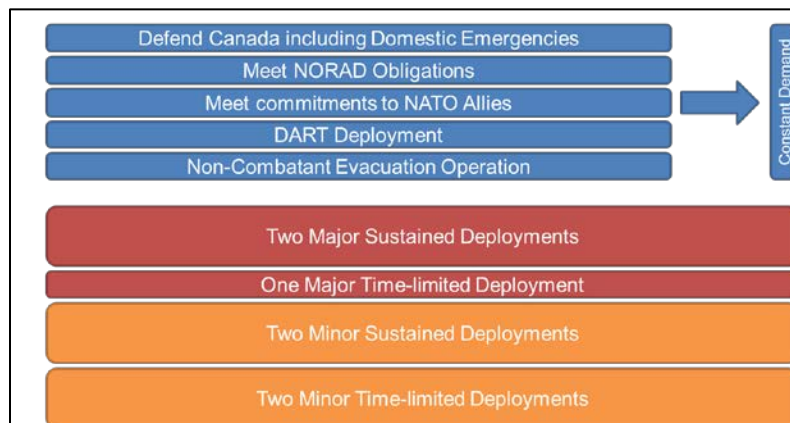 Defend Canada including Domestic Emergencies
Meet NORAD Obligations
Meet commitments to NATO Allies
DART Deployment
Non-Combatant Evacuation Operation
Constant Demand
Two Major Sustained Deployments
One Major Time-limited Deployment
Two Minor Sustained Deployments
Two Minor Time-limited Deployments